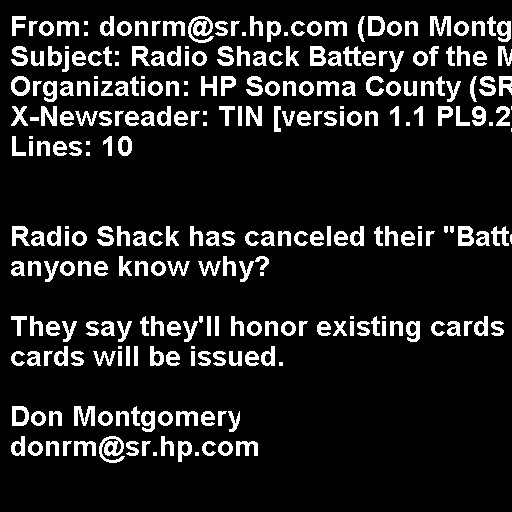 From: donrm@sr.hp.com (Don Montg
Subject: Radio Shack Battery of the M
Organization: HP Sonoma County (SR
X-Newsreader: TIN [version 1.1 PL9.2]
Lines: 10
Radio Shack has canceled their "Batte
anyone know why?
They say they'll honor existing cards
cards will be issued.
Don Montgomery
donrm@sr.hp.com